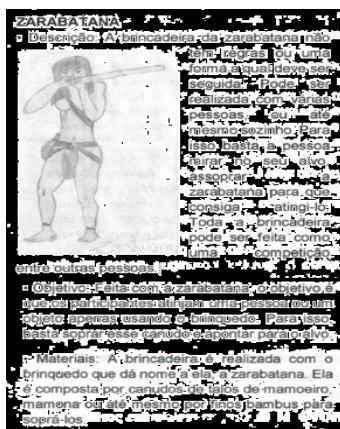 ZARABATANA
• Descrição: A brincadeira da zarabatana não
tem regras ou uma
forma a qual deve ser
seguida. Pode ser
realizada com várias
pessoas ou até
mesmo sozinho. Para
isso basta a pessoa
mirar no seu alvo,
assoprar a
zarabatana para que
consiga atingi-lo.
Toda a brincadeira
pode ser feita como
uma competição
entre outras pessoas.
• Objetivo: Feita com a zarabatana, o objetivo é
que os participantes atinjam uma pessoa ou um
objeto apenas usando o brinquedo. Para isso,
basta soprar esse canudo e apontar para o alvo.
• Materiais: A brincadeira é realizada com o
brinquedo que dá nome a ela, a zarabatana. Ela
é composta por canudos de talos de mamoeiro,
mamona ou até mesmo por finos bambus para
soprá-los.